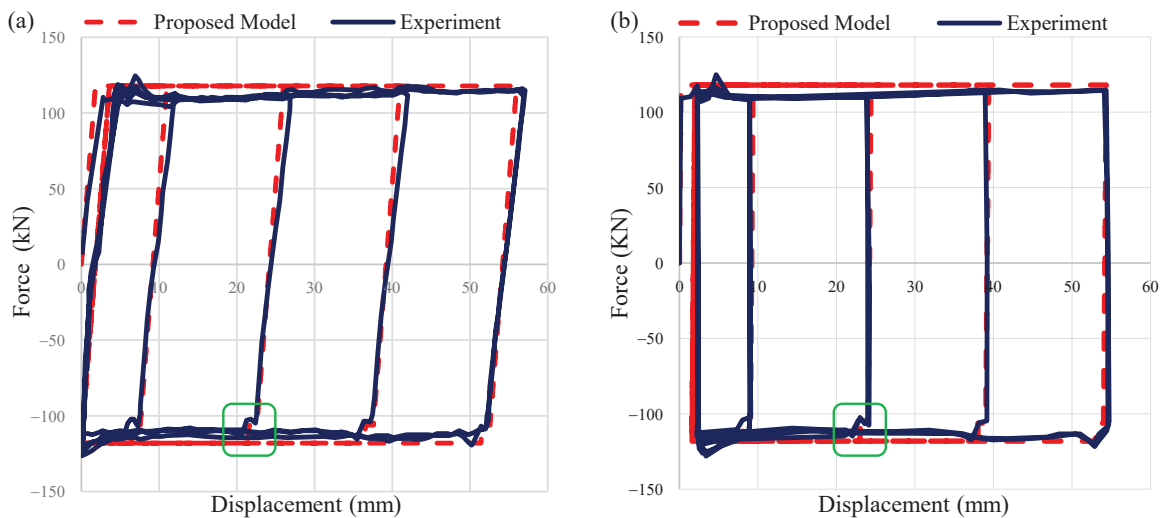 (a) Proposed Model Experiment
150
100
50
0
−50
−100
−150
0 10 20 30 40 50 60
Force (kN)
Displacement (mm)
(b) Proposed Model Experiment
150
100
50
0
−50
−100
−150
0 10 20 30 40 50 60
Force (KN)
Displacement (mm)